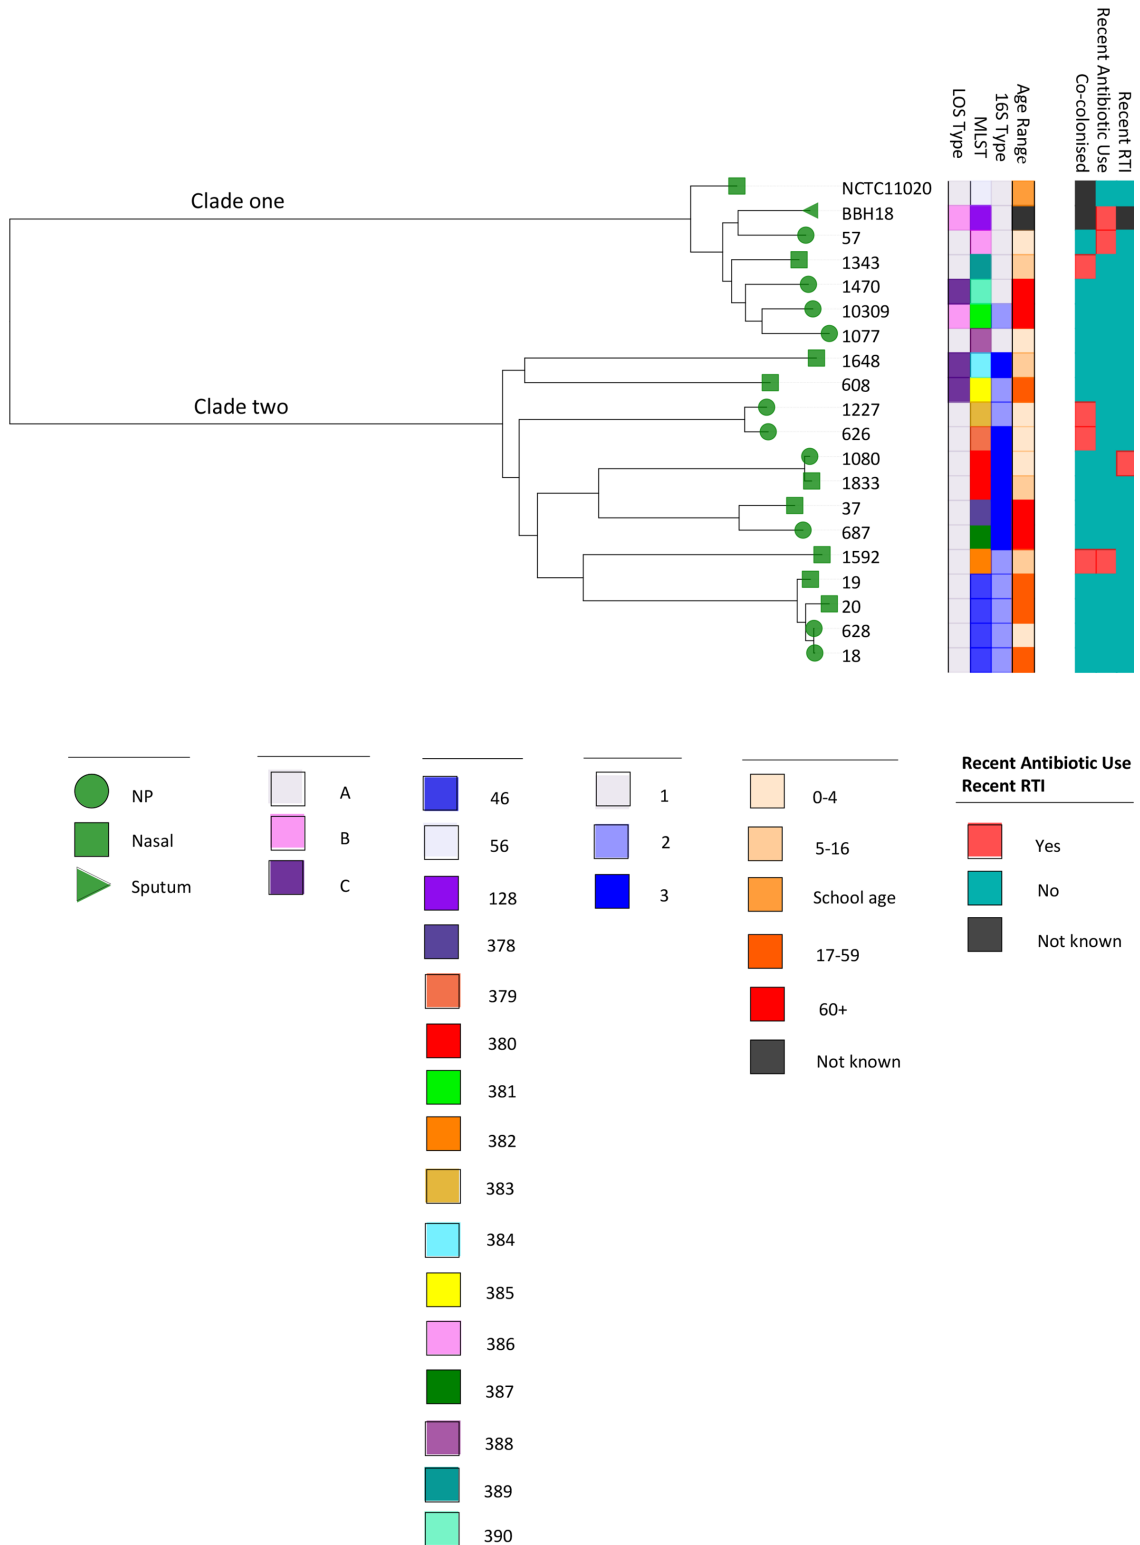 Recent RTI
Recent Antibiotic Use
Co-colonised
Age Range
16S Type
MLST
LOS Type
Clade one
Clade two
NCTC11020
BBH18
57
1343
1470
10309
1077
1648
608
1227
626
1080
1833
37
687
1592
19
20
628
18
NP
Nasal
Sputum
A
B
C
46
56
128
378
379
380
381
382
383
384
385
386
387
388
389
390
1
2
3
0-4
5-16
School age
17-59
60+
Not known
Recent Antibiotic Use
Recent RTI
Yes
No
Not known